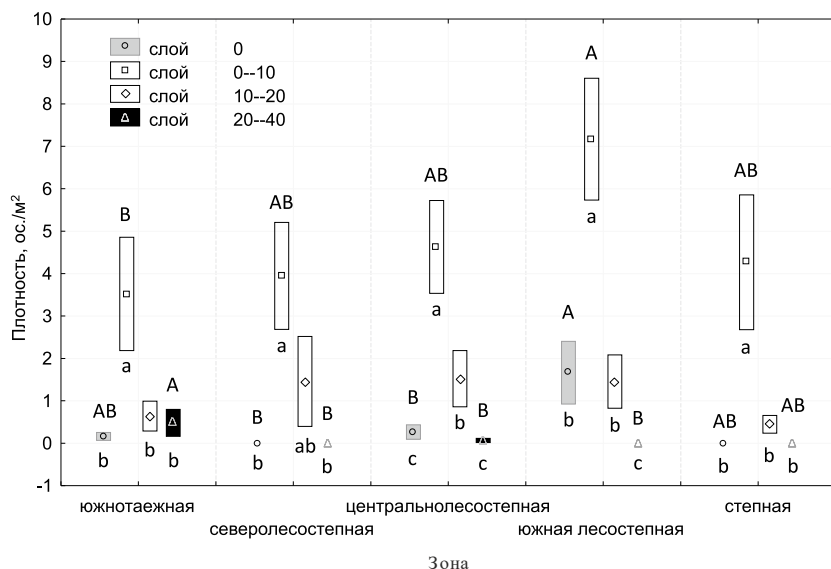 10
9
8
7
6
5
4
3
2
1
0
-1
Плотность, ос./м²
слой 0
слой 0--10
слой 10--20
слой 20--40
A
AB
B
AB
AB
a
a
a
a
a
AB b
b
A b
B b
ab
B b
B c
b
B c
A b
b
B c
AB b
b
AB b
южнотаежная
северолесостепная
центральнолесостепная
южная лесостепная
степная
Зона